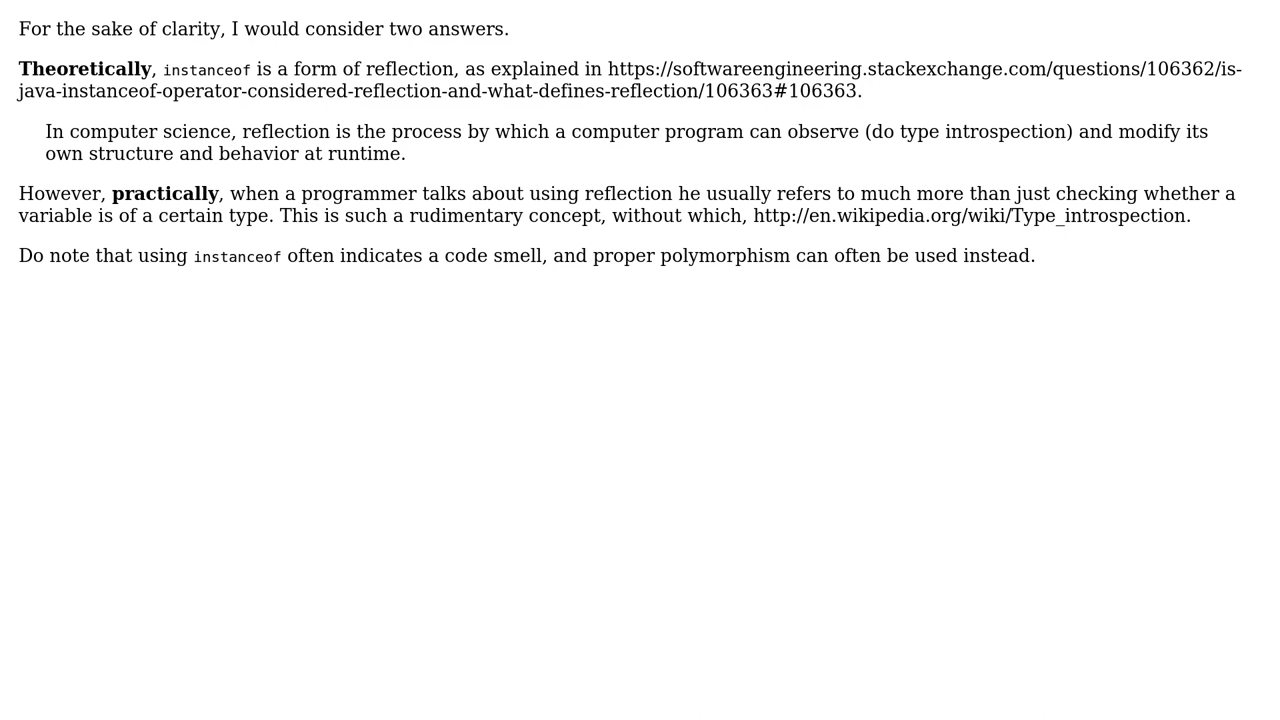 For the sake of clarity, I would consider two answers.
Theoretically, instanceof is a form of reflection, as explained in https://softwareengineering.stackexchange.com/questions/106362/is-
java-instanceof-operator-considered-reflection-and-what-defines-reflection/106363#106363.
In computer science, reflection is the process by which a computer program can observe (do type introspection) and modify its
own structure and behavior at runtime.
However, practically, when a programmer talks about using reflection he usually refers to much more than just checking whether a
variable is of a certain type. This is such a rudimentary concept, without which, http://en.wikipedia.org/wiki/Type_introspection.
Do note that using instanceof often indicates a code smell, and proper polymorphism can often be used instead.